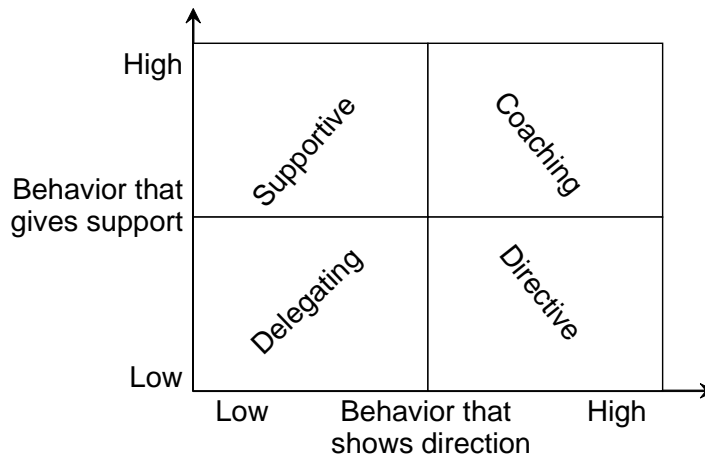 High
Supportive
Coaching
Behavior that
gives support
Delegating
Directive
Low
Low
Behavior that
shows direction
High